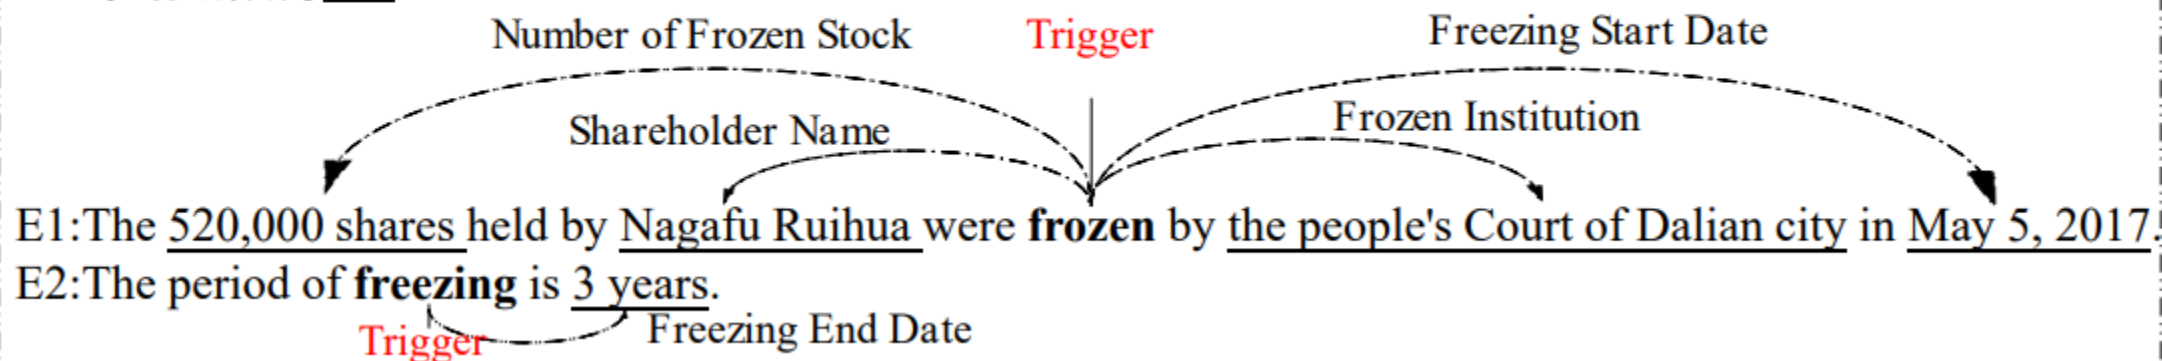 Number of Frozen Stock Trigger Freezing Start Date
Shareholder Name Frozen Institution
E1:The 520,000 shares held by Nagafu Ruihua were frozen by the people's Court of Dalian city in May 5, 2017.
E2:The period of freezing is 3 years.
Trigger Freezing End Date